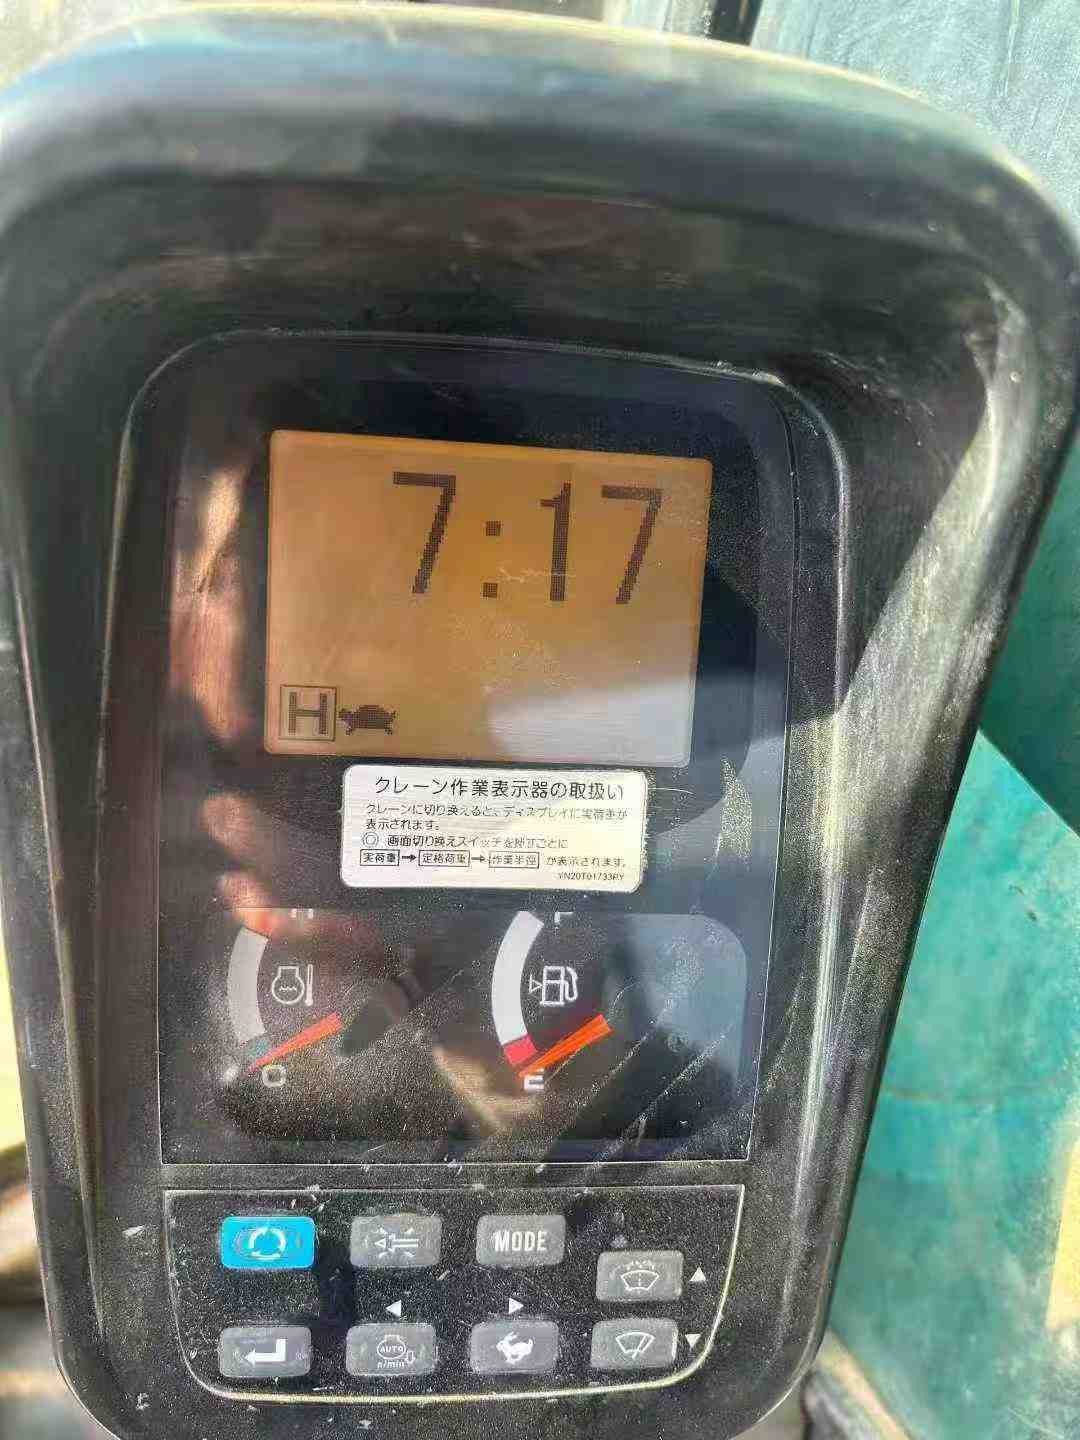 7:17
H
クレーン作業表示器の取扱い
クレーンに切り換えると、ディスプレイに実荷重が
表示されます。
◎ 画面切り換えスイッチを押すごとに
実荷重→定格荷重→作業半径 が表示されます。
YN20T01733PY
C
E
MODE
AUTO
n/min